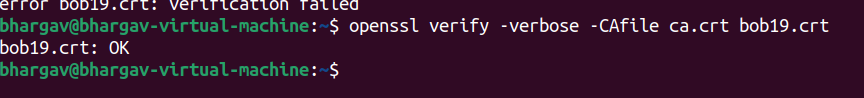 error bob19.crt: verification failed
bhargav@bhargav-virtual-machine:~$ openssl verify -verbose -CAfile ca.crt bob19.crt
bob19.crt: OK
bhargav@bhargav-virtual-machine:~$